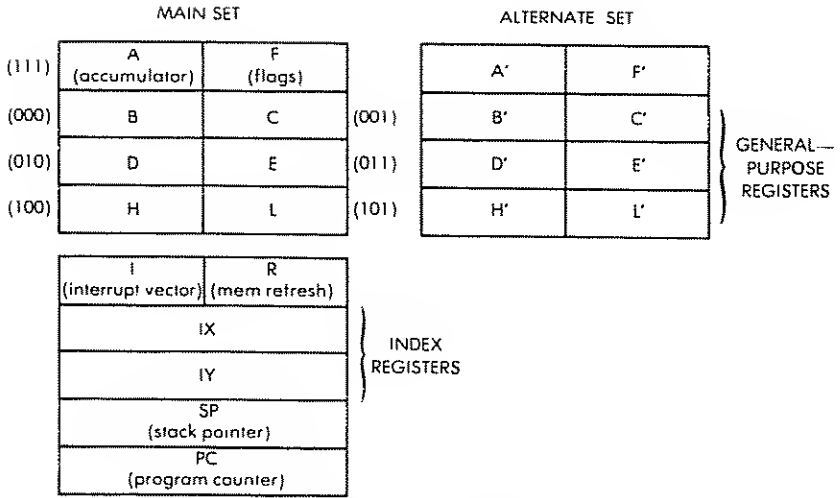 MAIN SET
ALTERNATE SET
(111) A F
(accumulator) (flags)
A' F'
(000) B C (001)
B' C'
(010) D E (011)
D' E'
(100) H L (101)
H' L'
GENERAL—
PURPOSE
REGISTERS
I R
(interrupt vector) (mem refresh)
IX
IY
INDEX
REGISTERS
SP
(stack pointer)
PC
(program counter)